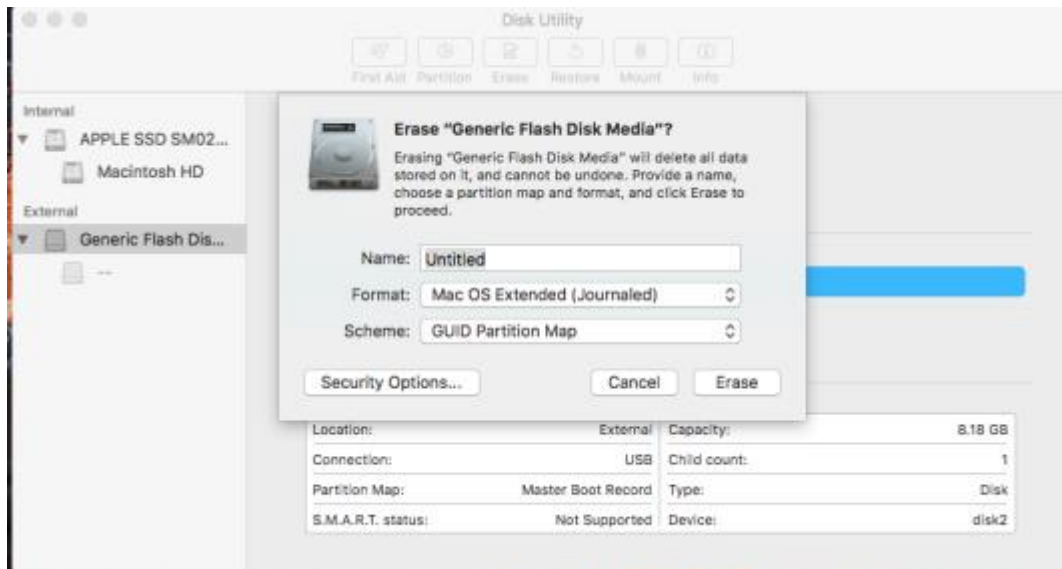 Disk Utility
First Aid Partition Erase Restore Mount Info
Internal
APPLE SSD SM02...
Macintosh HD
External
Generic Flash Dis...
--
Erase "Generic Flash Disk Media"?
Erasing "Generic Flash Disk Media" will delete all data
stored on it, and cannot be undone. Provide a name,
choose a partition map and format, and click Erase to
proceed.
Name: Untitled
Format: Mac OS Extended (Journaled)
Scheme: GUID Partition Map
Security Options... Cancel Erase
Location: External Capacity: 8.18 GB
Connection: USB Child count: 1
Partition Map: Master Boot Record Type: Disk
S.M.A.R.T. status: Not Supported Device: disk2